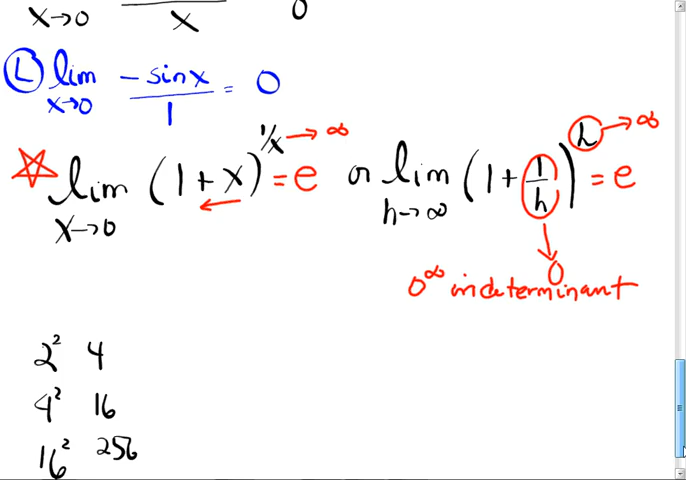 x→0 x 0
Ⓛ lim x→0 -sinx/1 = 0
☆ lim x→0 (1 + x)^1/x → ∞ = e or lim h→∞ (1 + 1/h)^h → ∞ = e
0
0^∞ indeterminant
2² 4
4² 16
16² 256